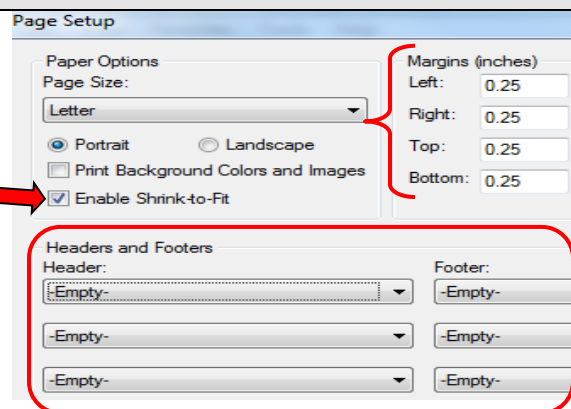 Page Setup
Paper Options
Page Size:
Letter
Portrait Landscape
Print Background Colors and Images
Enable Shrink-to-Fit
Margins (inches)
Left: 0.25
Right: 0.25
Top: 0.25
Bottom: 0.25
Headers and Footers
Header: Footer:
-Empty- -Empty-
-Empty- -Empty-
-Empty- -Empty-